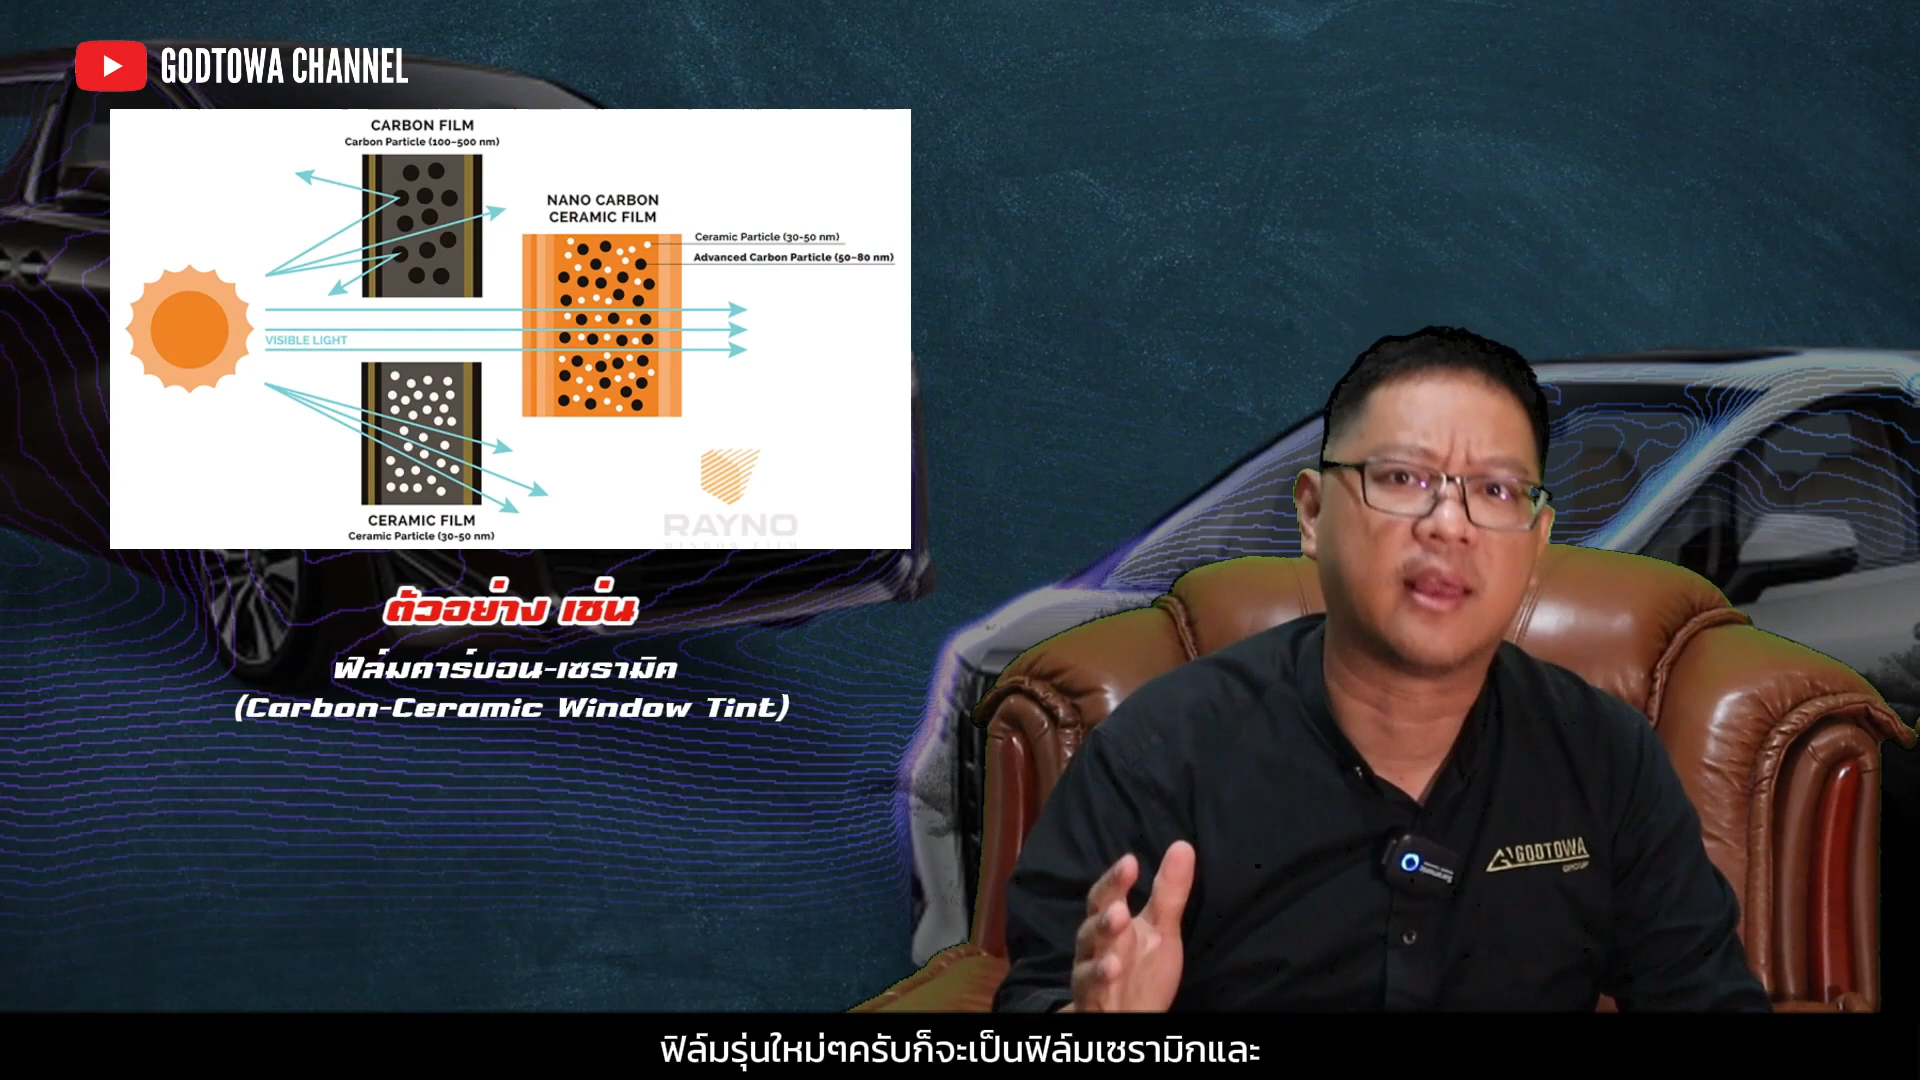 GODTOWA CHANNEL
CARBON FILM
Carbon Particle (100~500 nm)
NANO CARBON
CERAMIC FILM
Ceramic Particle (30-50 nm)
Advanced Carbon Particle (50~80 nm)
VISIBLE LIGHT
CERAMIC FILM
Ceramic Particle (30-50 nm)
RAYNO
WINDOW FILM
ตัวอย่าง เช่น
ฟิล์มคาร์บอน-เซรามิค
(Carbon-Ceramic Window Tint)
GODTOWA
GROUP
Saramonic
ฟิล์มรุ่นใหม่ๆครับก็จะเป็นฟิล์มเซรามิกและ